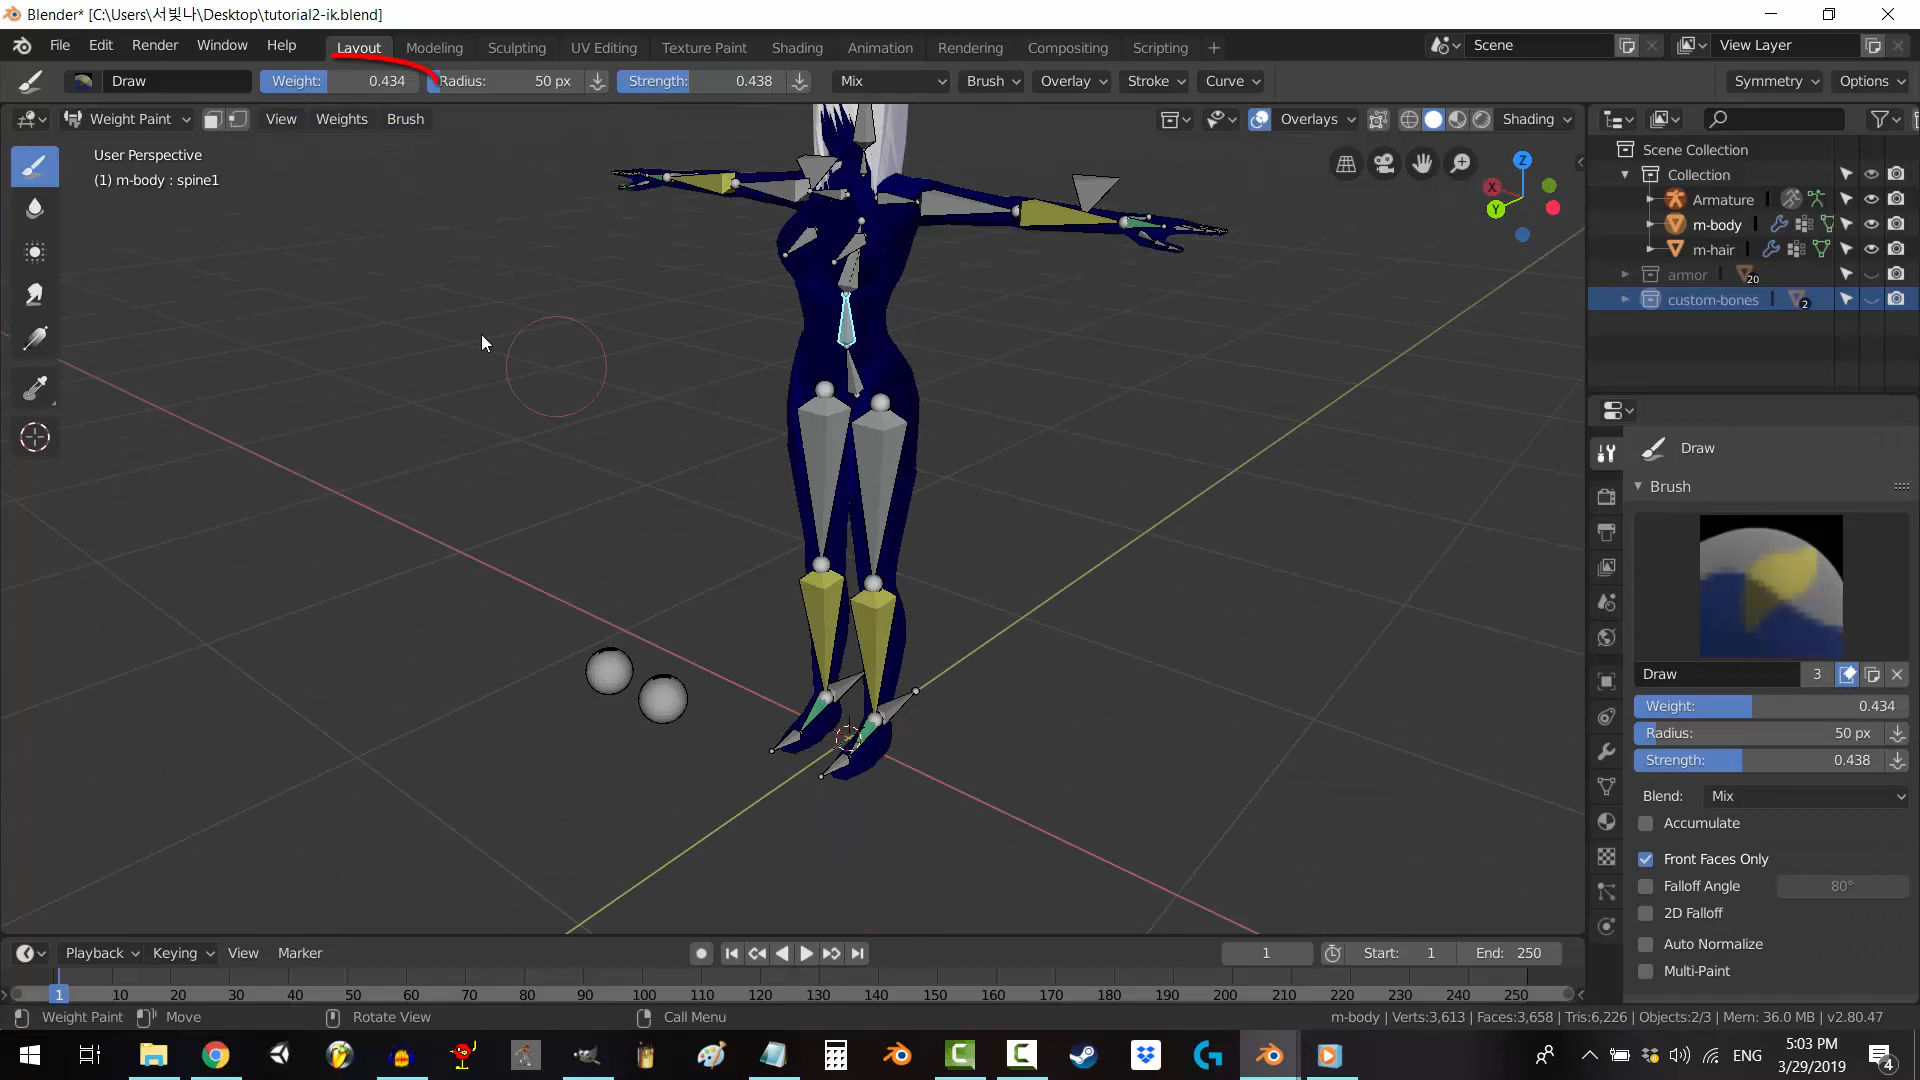 Blender* [C:\Users\서빛나\Desktop\tutorial2-ik.blend]
File Edit Render Window Help Layout Modeling Sculpting UV Editing Texture Paint Shading Animation Rendering Compositing Scripting + Scene View Layer
Draw Weight: 0.434 Radius: 50 px Strength: 0.438 Mix Brush Overlay Stroke Curve Symmetry Options
Weight Paint View Weights Brush Overlays Shading
User Perspective
(1) m-body : spine1
Z
X
Y
Scene Collection
Collection
Armature
m-body
m-hair
armor 20
custom-bones 2
Draw
Brush
Draw 3
Weight: 0.434
Radius: 50 px
Strength: 0.438
Blend: Mix
Accumulate
Front Faces Only
Falloff Angle 80°
2D Falloff
Auto Normalize
Multi-Paint
Playback Keying View Marker 1 Start: 1 End: 250
1 10 20 30 40 50 60 70 80 90 100 110 120 130 140 150 160 170 180 190 200 210 220 230 240 250
Weight Paint Move Rotate View Call Menu m-body | Verts:3,613 | Faces:3,658 | Tris:6,226 | Objects:2/3 | Mem: 36.0 MB | v2.80.47
ENG 5:03 PM
3/29/2019 4